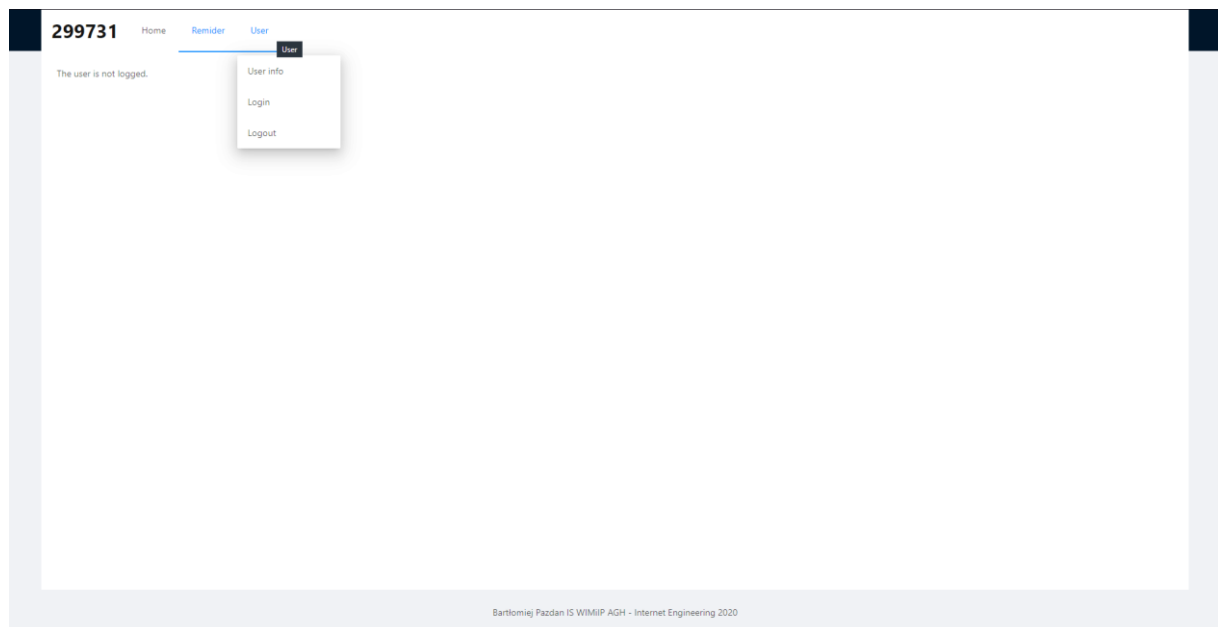 299731 Home Remider User
User
The user is not logged.
User info
Login
Logout
Bartłomiej Pazdan IS WIMiIP AGH - Internet Engineering 2020